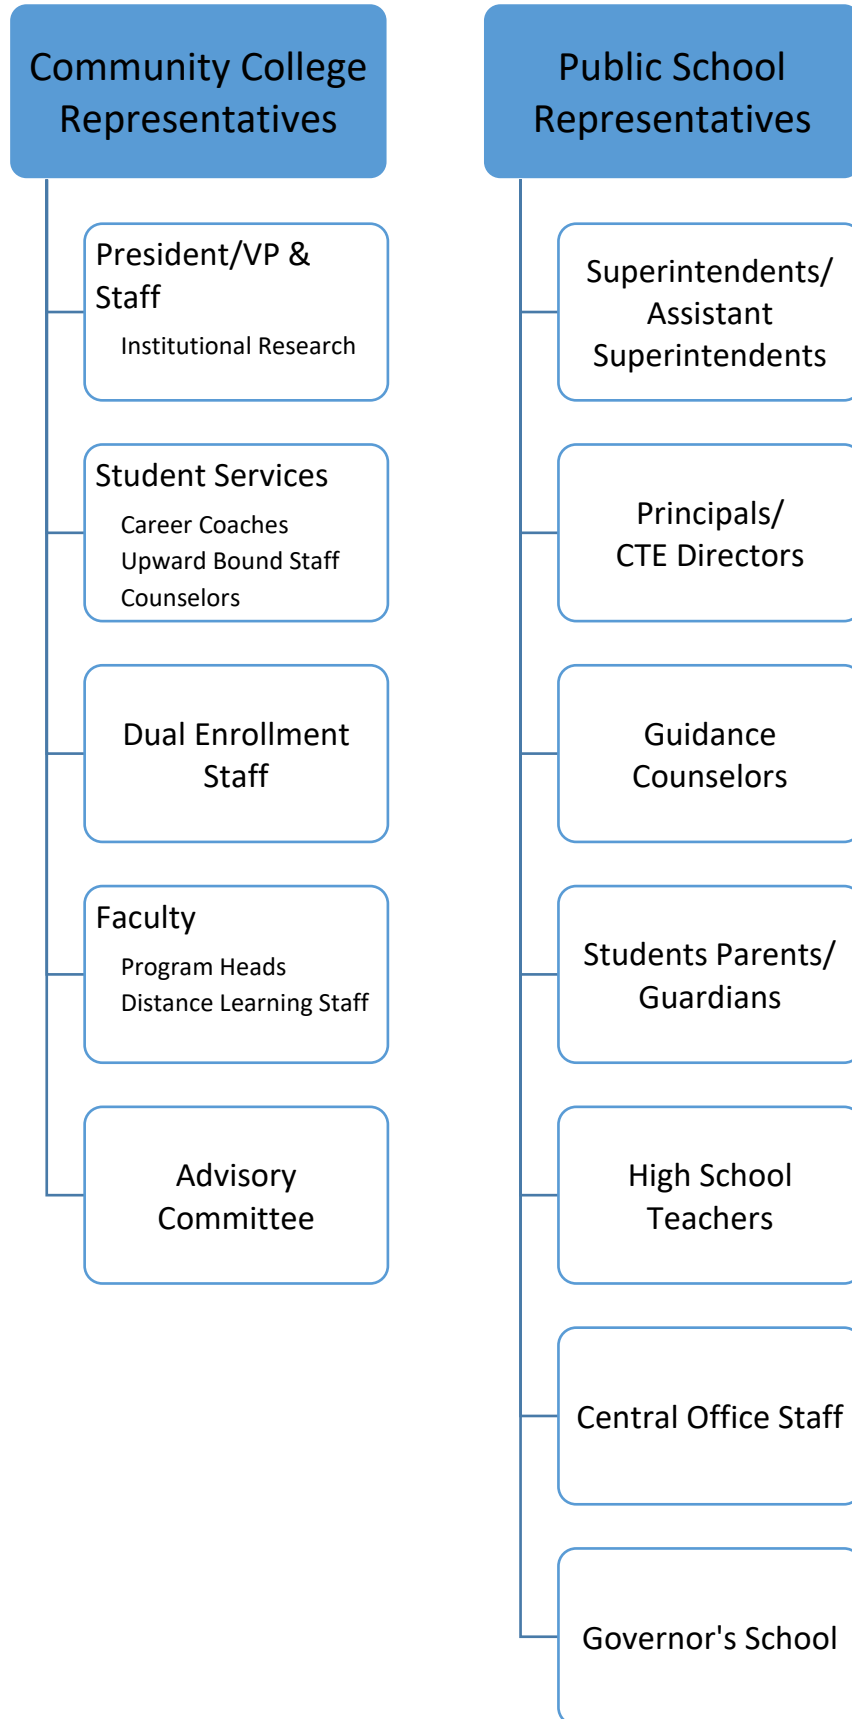 Community College
Representatives
President/VP &
Staff
Institutional Research
Student Services
Career Coaches
Upward Bound Staff
Counselors
Dual Enrollment
Staff
Faculty
Program Heads
Distance Learning Staff
Advisory
Committee
Public School
Representatives
Superintendents/
Assistant
Superintendents
Principals/
CTE Directors
Guidance
Counselors
Students Parents/
Guardians
High School
Teachers
Central Office Staff
Governor's School